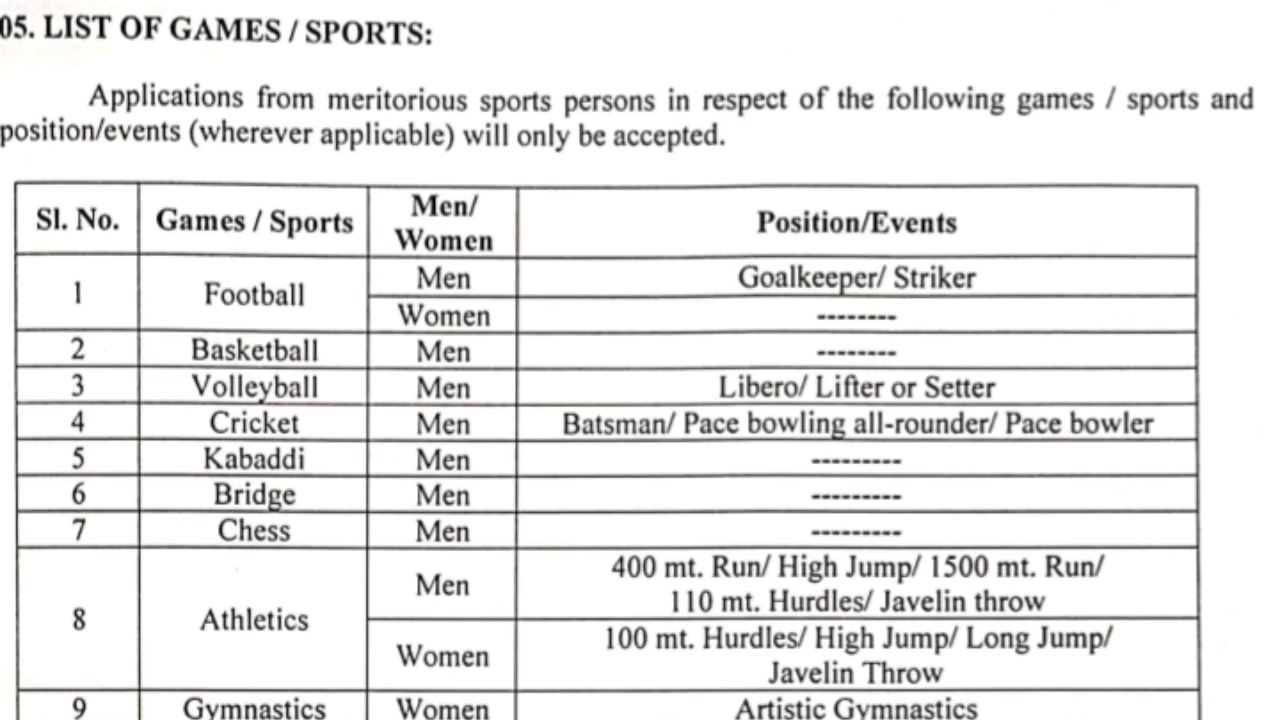 05. LIST OF GAMES / SPORTS:
Applications from meritorious sports persons in respect of the following games / sports and
position/events (wherever applicable) will only be accepted.
Sl. No. Games / Sports Men/ Women Position/Events
1 Football Men Goalkeeper/ Striker
Women --------
2 Basketball Men --------
3 Volleyball Men Libero/ Lifter or Setter
4 Cricket Men Batsman/ Pace bowling all-rounder/ Pace bowler
5 Kabaddi Men ---------
6 Bridge Men ---------
7 Chess Men ---------
8 Athletics Men 400 mt. Run/ High Jump/ 1500 mt. Run/
110 mt. Hurdles/ Javelin throw
Women 100 mt. Hurdles/ High Jump/ Long Jump/
Javelin Throw
9 Gymnastics Women Artistic Gymnastics